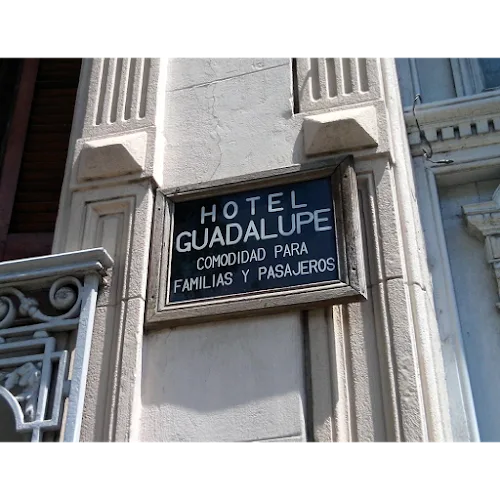 HOTEL
GUADALUPE
COMODIDAD PARA
FAMILIAS Y PASAJEROS